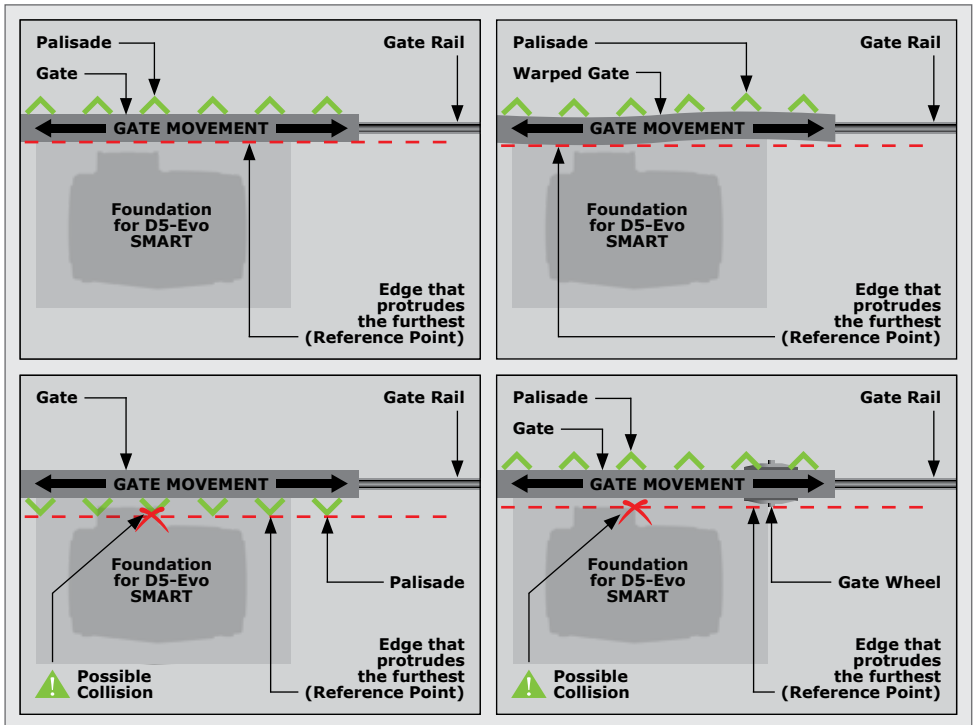 Palisade
Gate Rail
Gate
GATE MOVEMENT
Foundation
for D5-Evo
SMART
Edge that
protrudes
the furthest
(Reference Point)
Palisade
Gate Rail
Warped Gate
GATE MOVEMENT
Foundation
for D5-Evo
SMART
Edge that
protrudes
the furthest
(Reference Point)
Gate
Gate Rail
GATE MOVEMENT
Foundation
for D5-Evo
SMART
Palisade
Edge that
protrudes
the furthest
(Reference Point)
Possible
Collision
Palisade
Gate Rail
Gate
GATE MOVEMENT
Foundation
for D5-Evo
SMART
Gate Wheel
Edge that
protrudes
the furthest
(Reference Point)
Possible
Collision